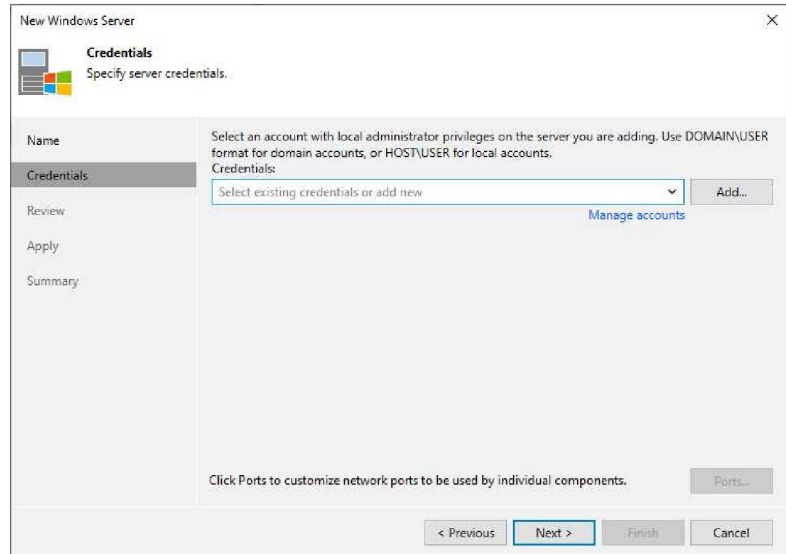 New Windows Server
Credentials
Specify server credentials.
Name
Credentials
Review
Apply
Summary
Select an account with local administrator privileges on the server you are adding. Use DOMAIN\USER
format for domain accounts, or HOST\USER for local accounts.
Credentials:
Select existing credentials or add new
Add...
Manage accounts
Click Ports to customize network ports to be used by individual components.
Ports...
< Previous
Next >
Finish
Cancel